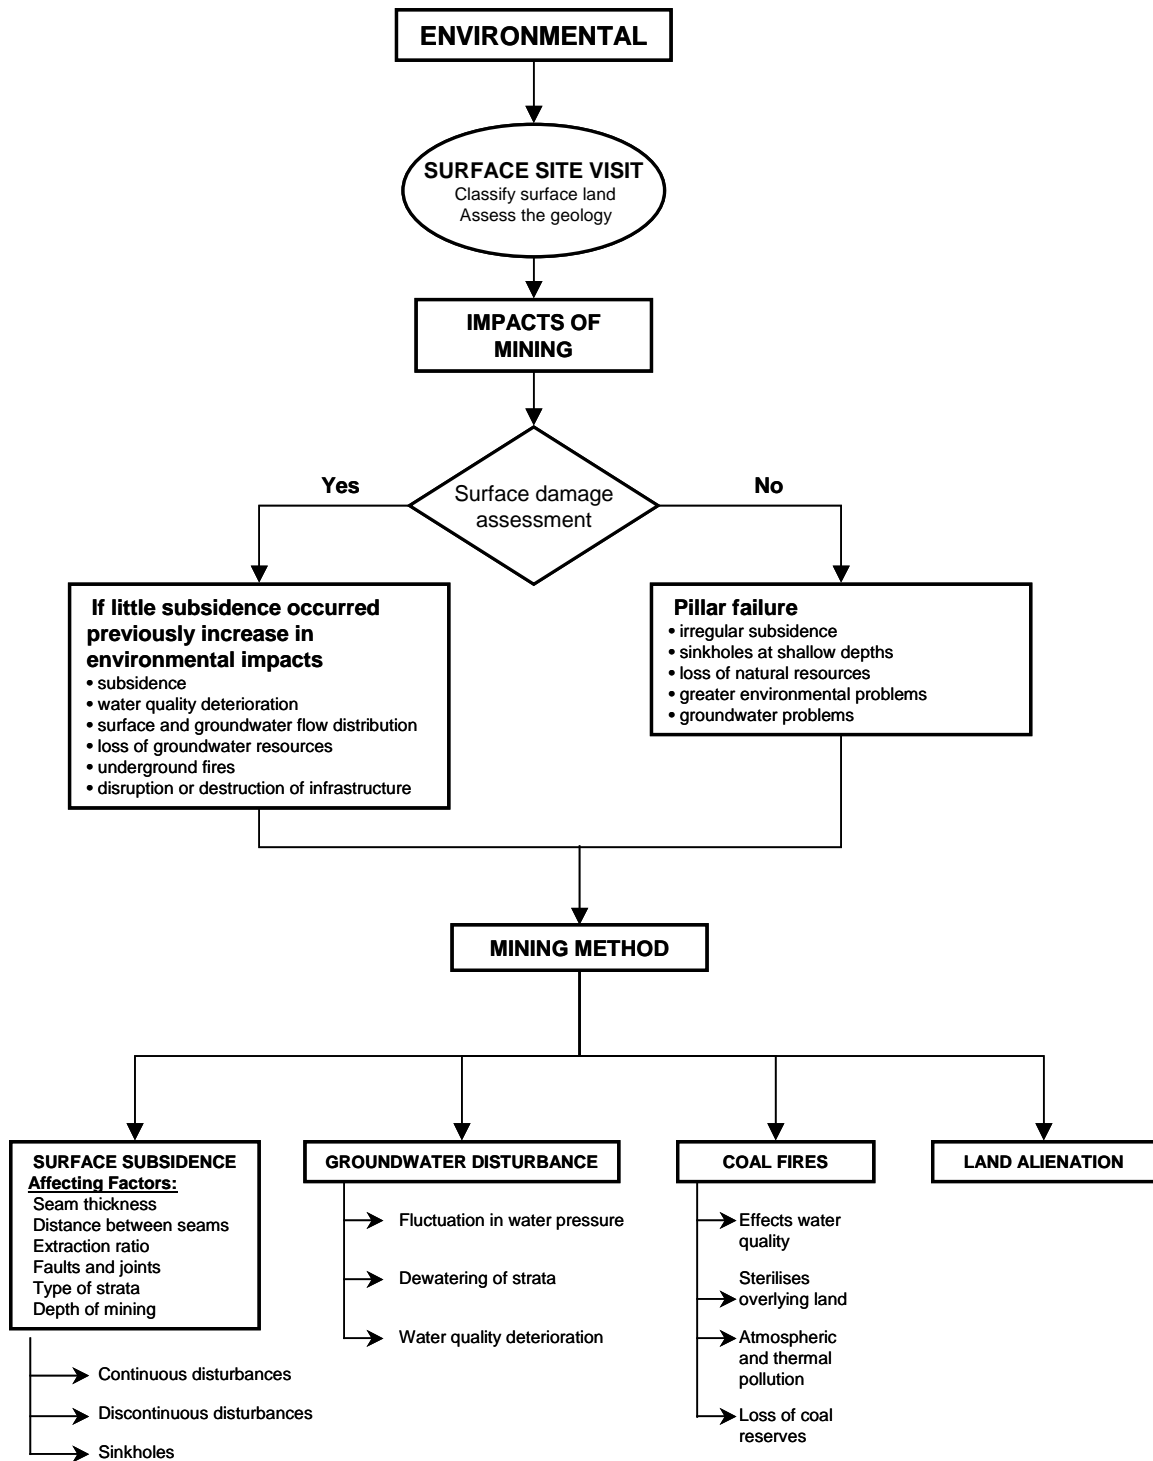 ENVIRONMENTAL
SURFACE SITE VISIT
Classify surface land
Assess the geology
IMPACTS OF
MINING
Yes
No
Surface damage
assessment
If little subsidence occurred
previously increase in
environmental impacts
• subsidence
• water quality deterioration
• surface and groundwater flow distribution
• loss of groundwater resources
• underground fires
• disruption or destruction of infrastructure
Pillar failure
• irregular subsidence
• sinkholes at shallow depths
• loss of natural resources
• greater environmental problems
• groundwater problems
MINING METHOD
SURFACE SUBSIDENCE
Affecting Factors:
Seam thickness
Distance between seams
Extraction ratio
Faults and joints
Type of strata
Depth of mining
Continuous disturbances
Discontinuous disturbances
Sinkholes
GROUNDWATER DISTURBANCE
Fluctuation in water pressure
Dewatering of strata
Water quality deterioration
COAL FIRES
Effects water
quality
Sterilises
overlying land
Atmospheric
and thermal
pollution
Loss of coal
reserves
LAND ALIENATION